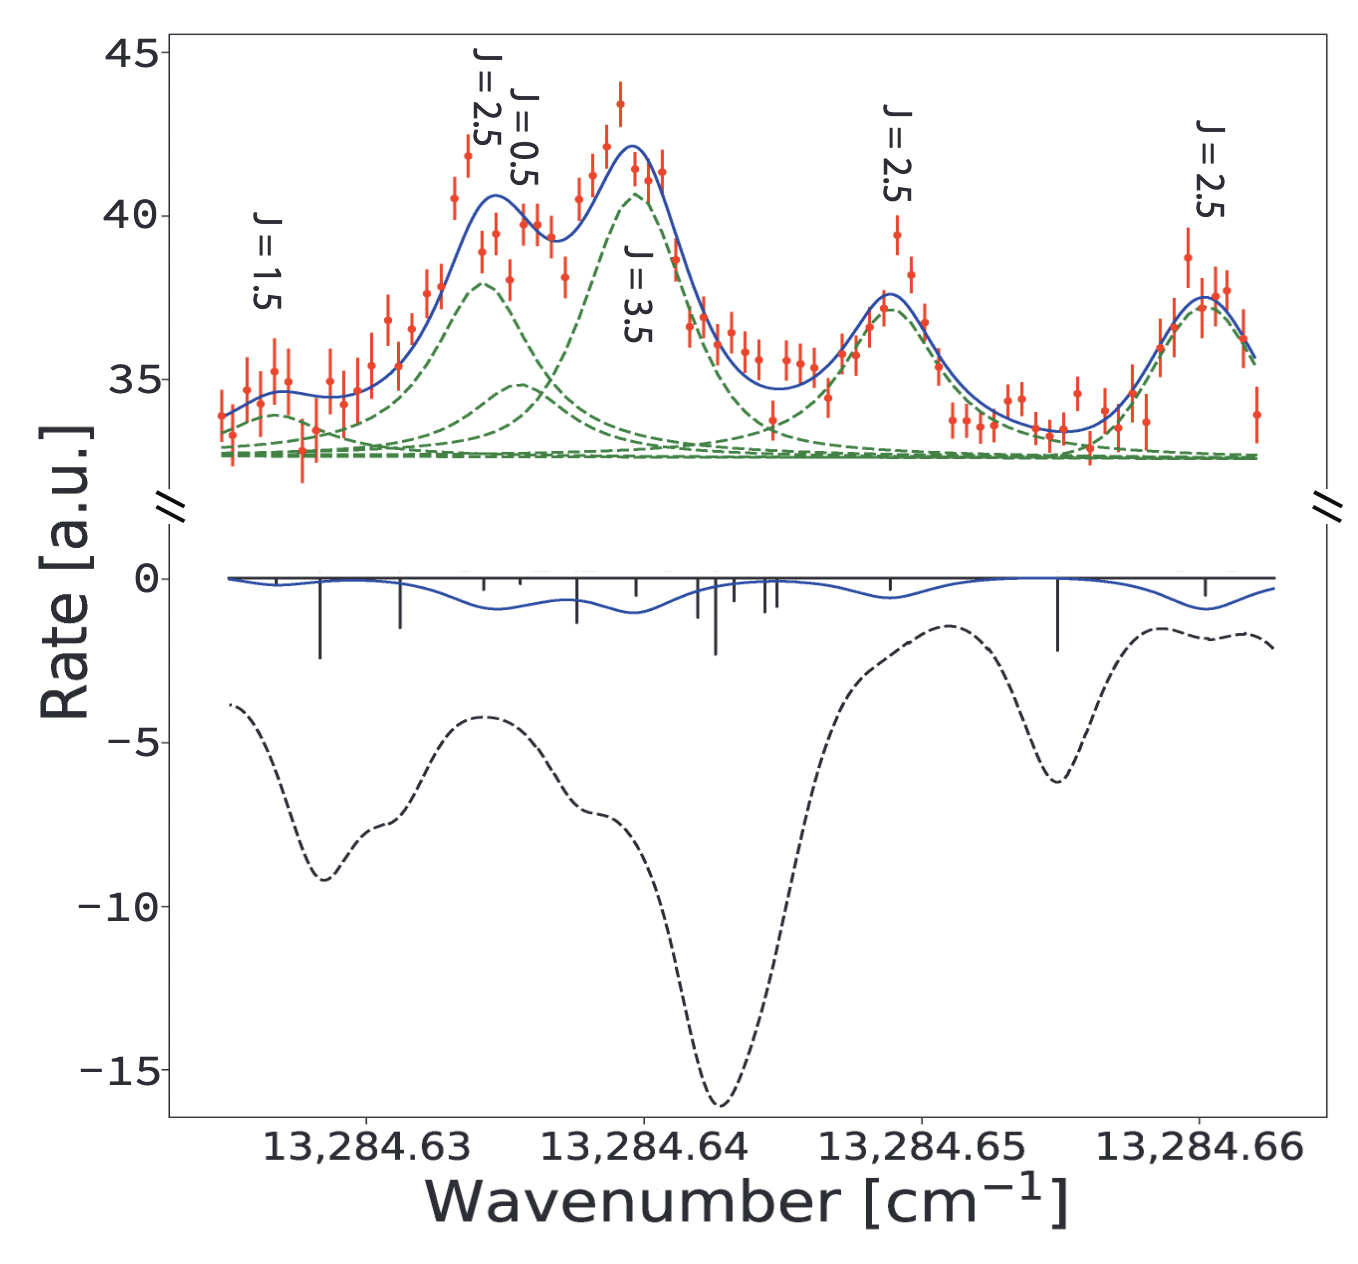 45
40
35
0
−5
−10
−15
J = 1.5
J = 2.5
J = 0.5
J = 3.5
J = 2.5
J = 2.5
Rate [a.u.]
13,284.63
13,284.64
13,284.65
13,284.66
Wavenumber [cm⁻¹]